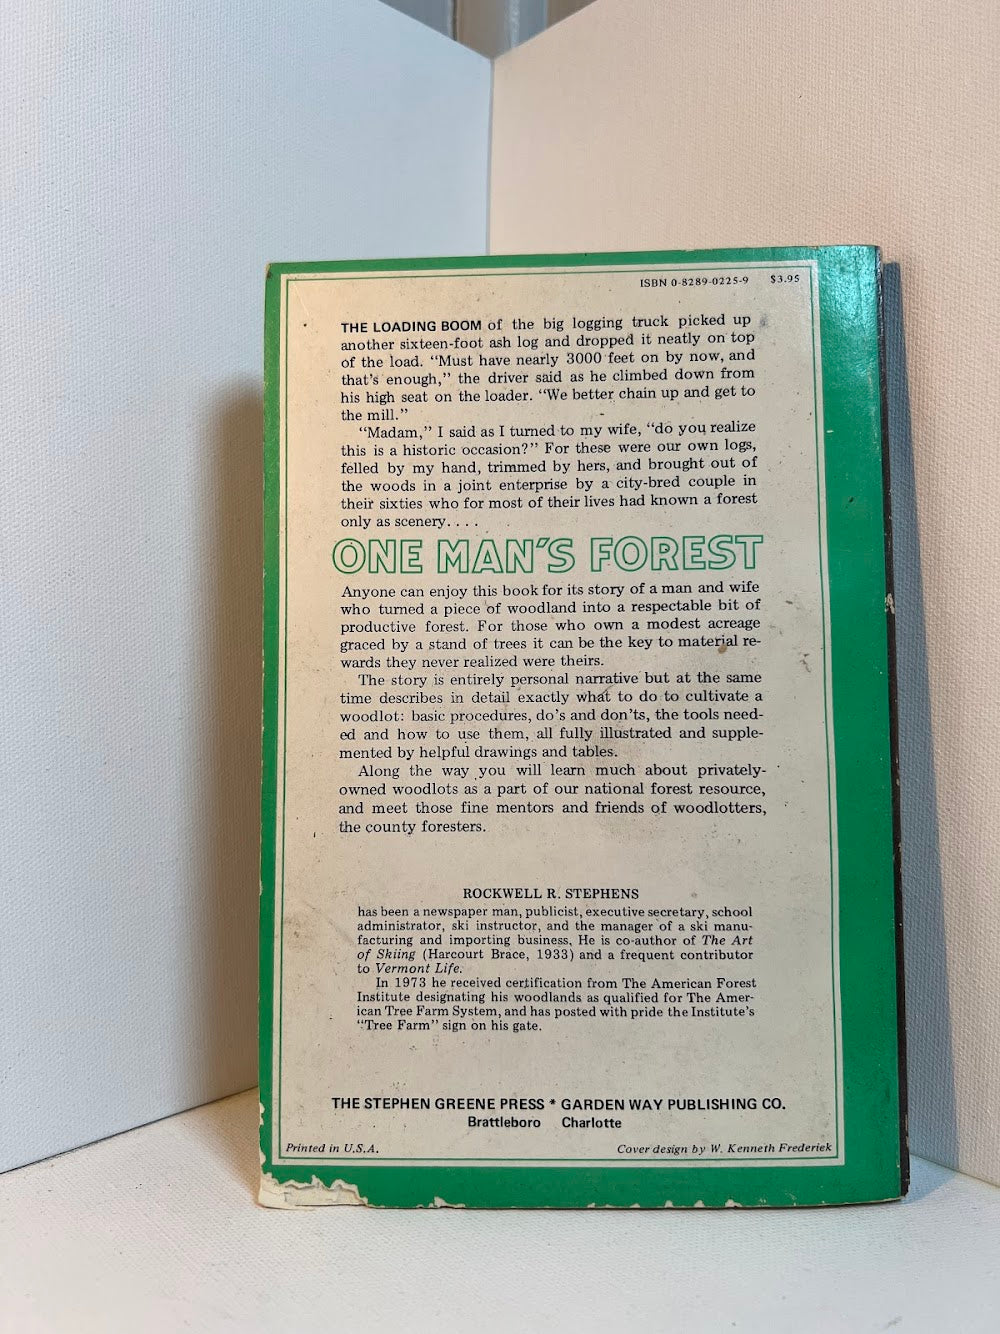 ISBN 0-8289-0225-9 $3.95
THE LOADING BOOM of the big logging truck picked up
another sixteen-foot ash log and dropped it neatly on top
of the load. “Must have nearly 3000 feet on by now, and
that’s enough,” the driver said as he climbed down from
his high seat on the loader. “We better chain up and get to
the mill.”
“Madam,” I said as I turned to my wife, “do you realize
this is a historic occasion?” For these were our own logs,
felled by my hand, trimmed by hers, and brought out of
the woods in a joint enterprise by a city-bred couple in
their sixties who for most of their lives had known a forest
only as scenery. . . .
ONE MAN’S FOREST
Anyone can enjoy this book for its story of a man and wife
who turned a piece of woodland into a respectable bit of
productive forest. For those who own a modest acreage
graced by a stand of trees it can be the key to material re-
wards they never realized were theirs.
The story is entirely personal narrative but at the same
time describes in detail exactly what to do to cultivate a
woodlot: basic procedures, do’s and don’ts, the tools need-
ed and how to use them, all fully illustrated and supple-
mented by helpful drawings and tables.
Along the way you will learn much about privately-
owned woodlots as a part of our national forest resource,
and meet those fine mentors and friends of woodlotters,
the county foresters.
ROCKWELL R. STEPHENS
has been a newspaper man, publicist, executive secretary, school
administrator, ski instructor, and the manager of a ski manu-
facturing and importing business. He is co-author of The Art
of Skiing (Harcourt Brace, 1933) and a frequent contributor
to Vermont Life.
In 1973 he received certification from The American Forest
Institute designating his woodlands as qualified for The Amer-
ican Tree Farm System, and has posted with pride the Institute’s
“Tree Farm” sign on his gate.
THE STEPHEN GREENE PRESS * GARDEN WAY PUBLISHING CO.
Brattleboro Charlotte
Printed in U.S.A. Cover design by W. Kenneth Frederiek